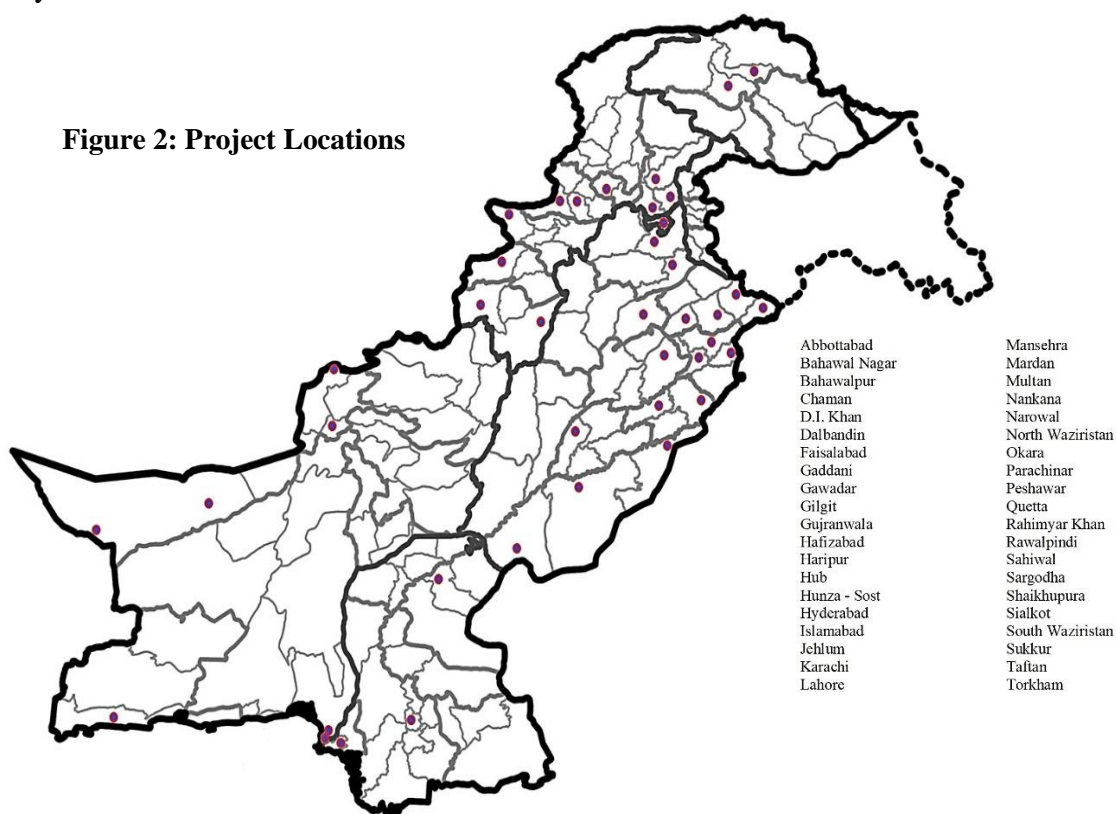 Figure 2: Project Locations
Abbottabad
Bahawal Nagar
Bahawalpur
Chaman
D.I. Khan
Dalbandin
Faisalabad
Gaddani
Gawadar
Gilgit
Gujranwala
Hafizabad
Haripur
Hub
Hunza - Sost
Hyderabad
Islamabad
Jehlum
Karachi
Lahore
Mansehra
Mardan
Multan
Nankana
Narowal
North Waziristan
Okara
Parachinar
Peshawar
Quetta
Rahimyar Khan
Rawalpindi
Sahiwal
Sargodha
Shaikhupura
Sialkot
South Waziristan
Sukkur
Taftan
Torkham